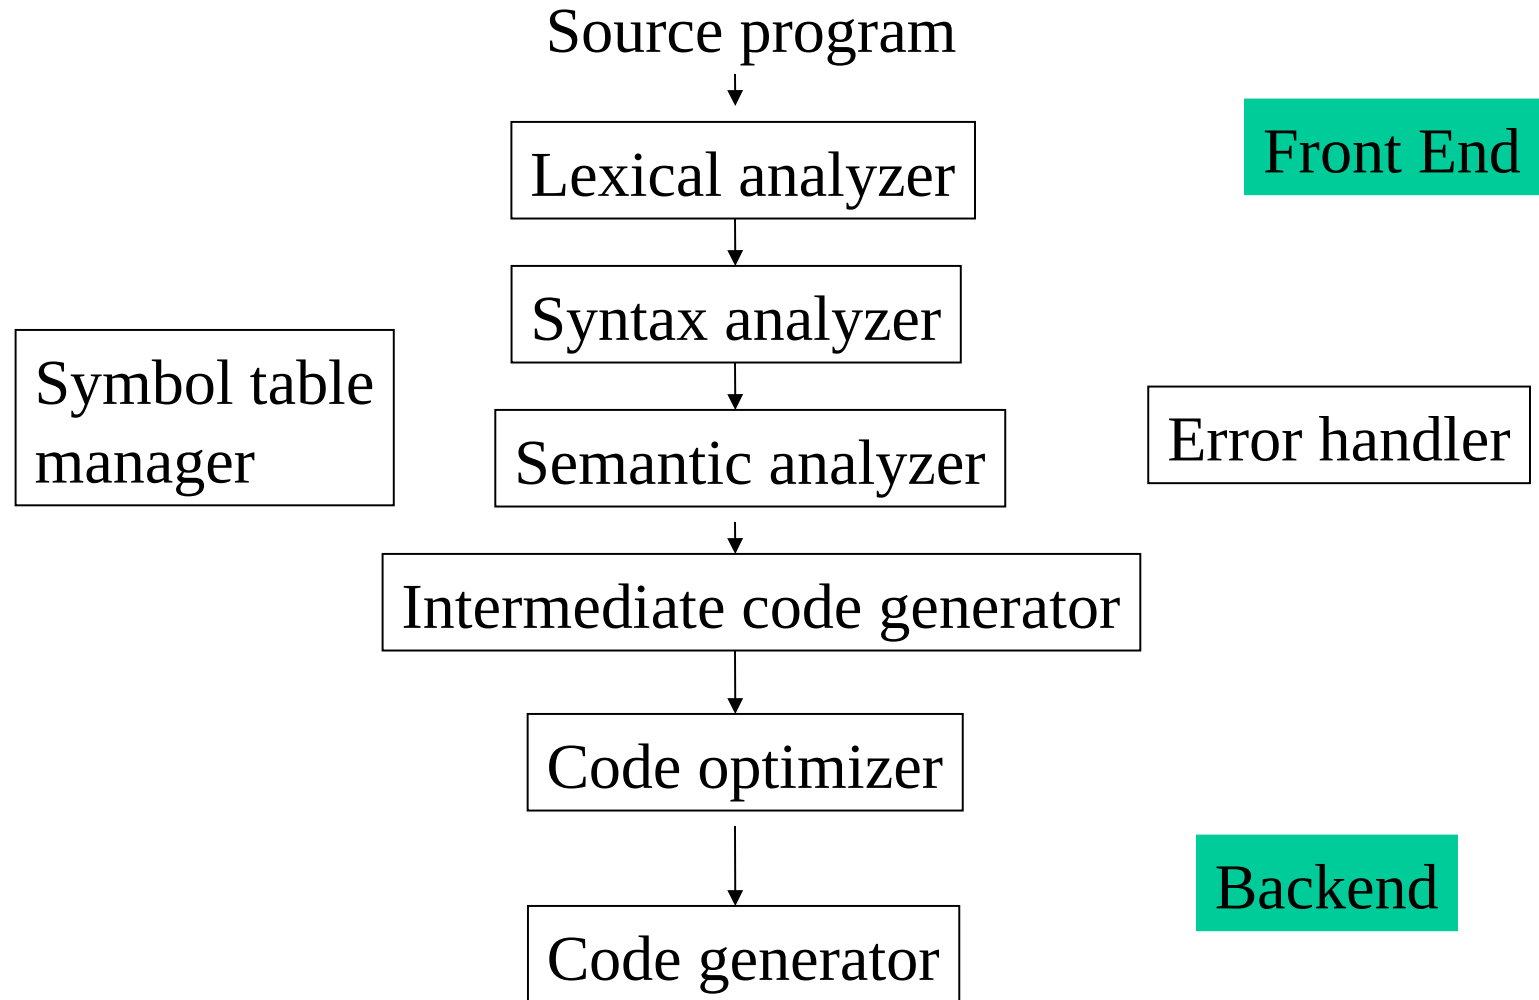 Source program
Front End
Lexical analyzer
Syntax analyzer
Symbol table
manager
Error handler
Semantic analyzer
Intermediate code generator
Code optimizer
Backend
Code generator